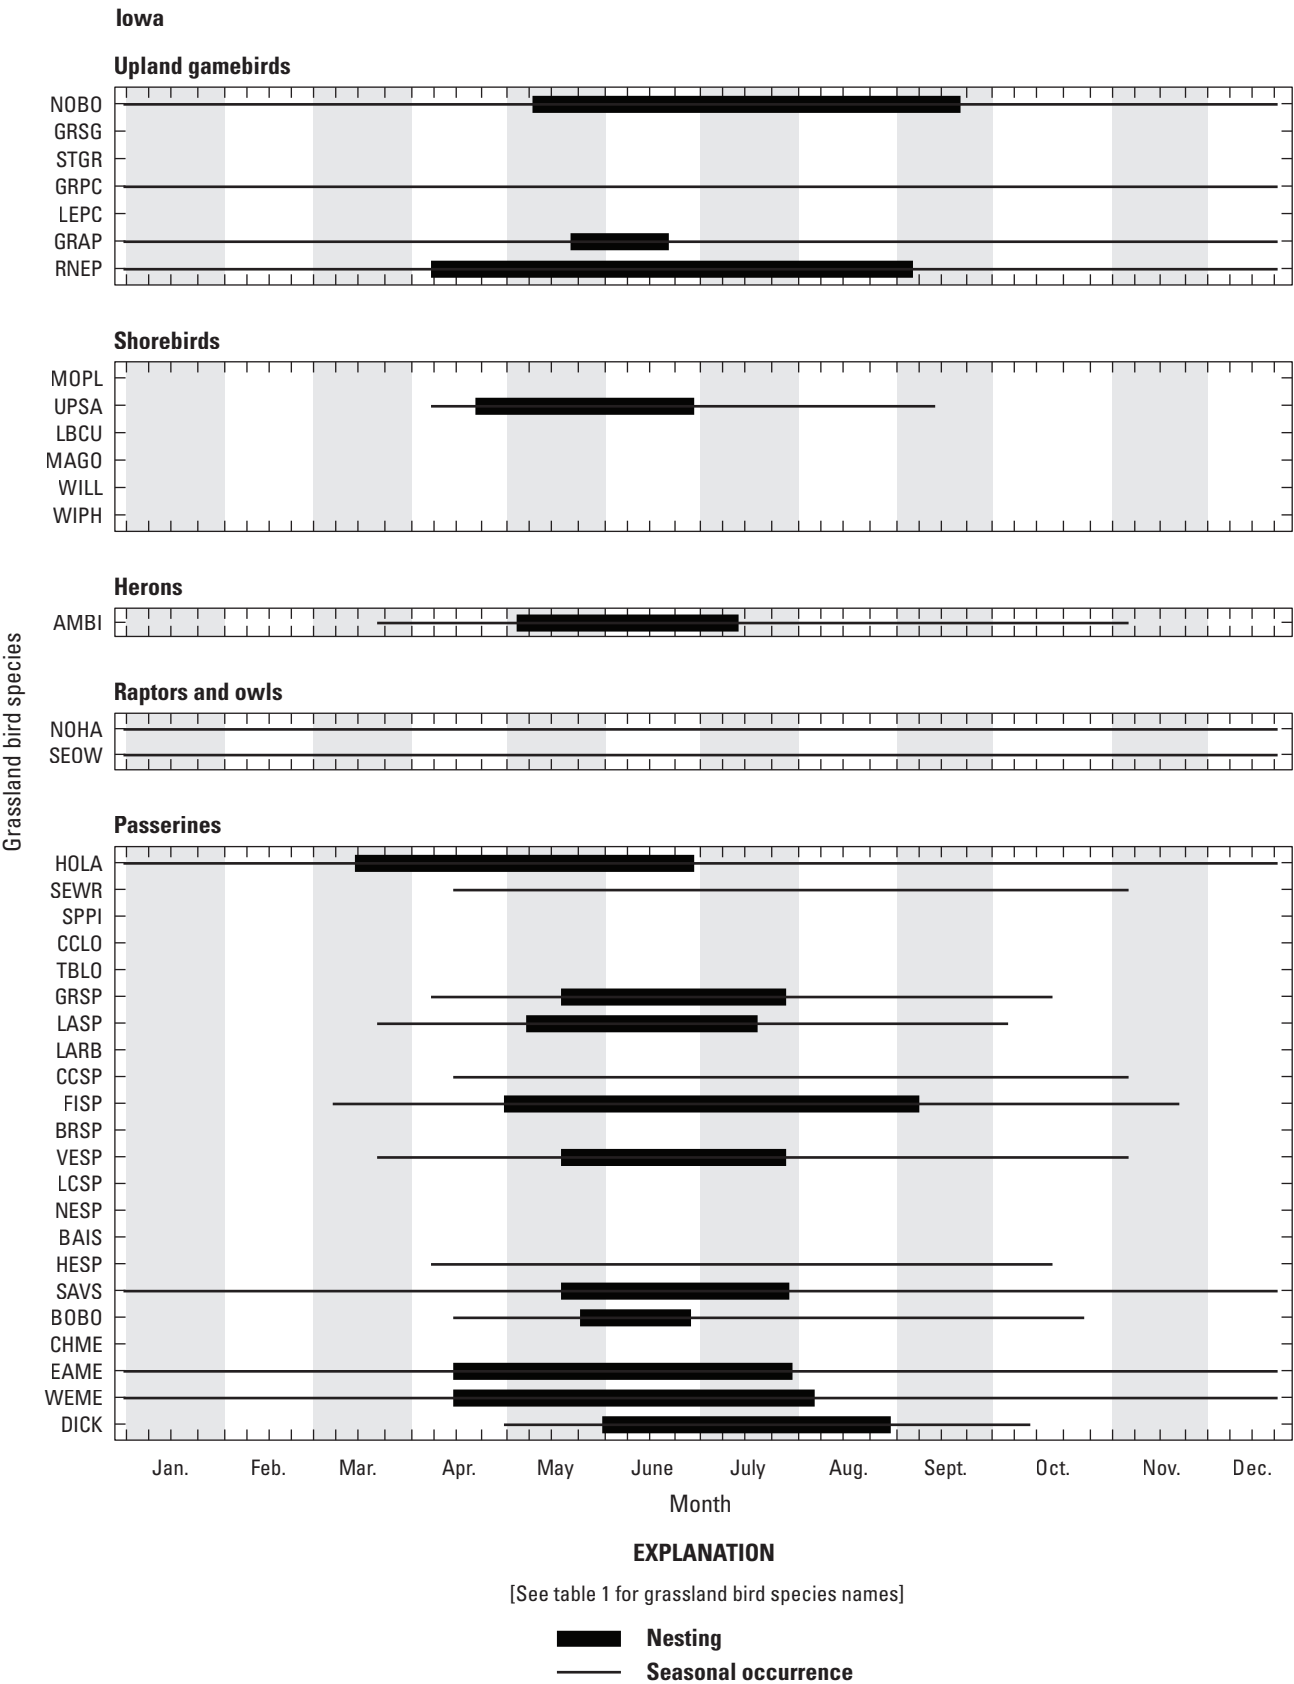 Iowa
Upland gamebirds
NOBO
GRSG
STGR
GRPC
LEPC
GRAP
RNEP
Shorebirds
MOPL
UPSA
LBCU
MAGO
WILL
WIPH
Herons
AMBI
Raptors and owls
NOHA
SEOW
Grassland bird species
Passerines
HOLA
SEWR
SPPI
CCLO
TBLO
GRSP
LASP
LARB
CCSP
FISP
BRSP
VESP
LCSP
NESP
BAIS
HESP
SAVS
BOBO
CHME
EAME
WEME
DICK
Jan. Feb. Mar. Apr. May June July Aug. Sept. Oct. Nov. Dec.
Month
EXPLANATION
[See table 1 for grassland bird species names]
Nesting
Seasonal occurrence